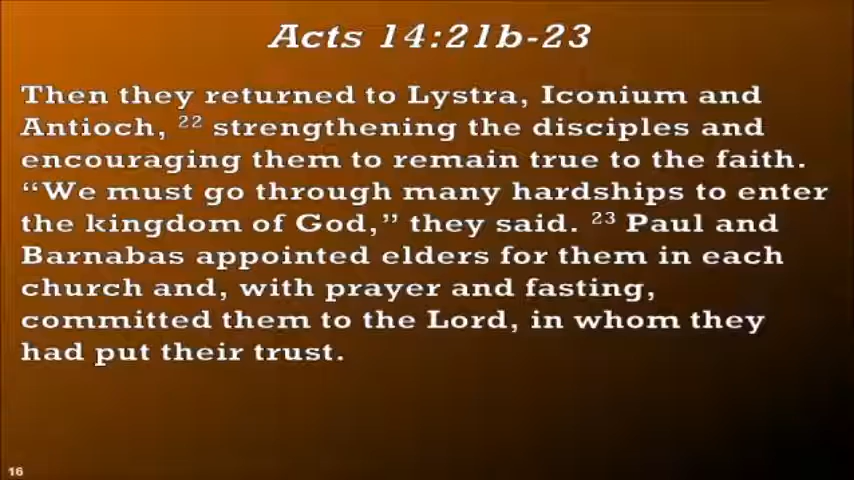 Acts 14:21b-23
Then they returned to Lystra, Iconium and
Antioch, ²² strengthening the disciples and
encouraging them to remain true to the faith.
“We must go through many hardships to enter
the kingdom of God,” they said. ²³ Paul and
Barnabas appointed elders for them in each
church and, with prayer and fasting,
committed them to the Lord, in whom they
had put their trust.
16